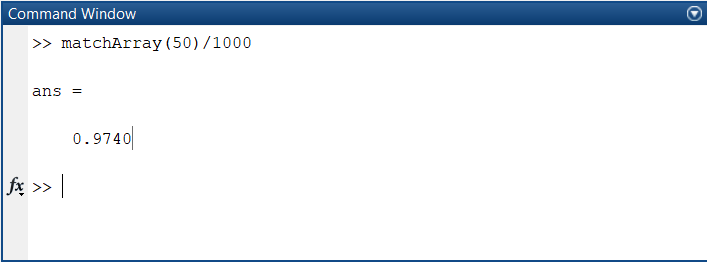 Command Window
>> matchArray(50)/1000
ans =
0.9740
fx >>